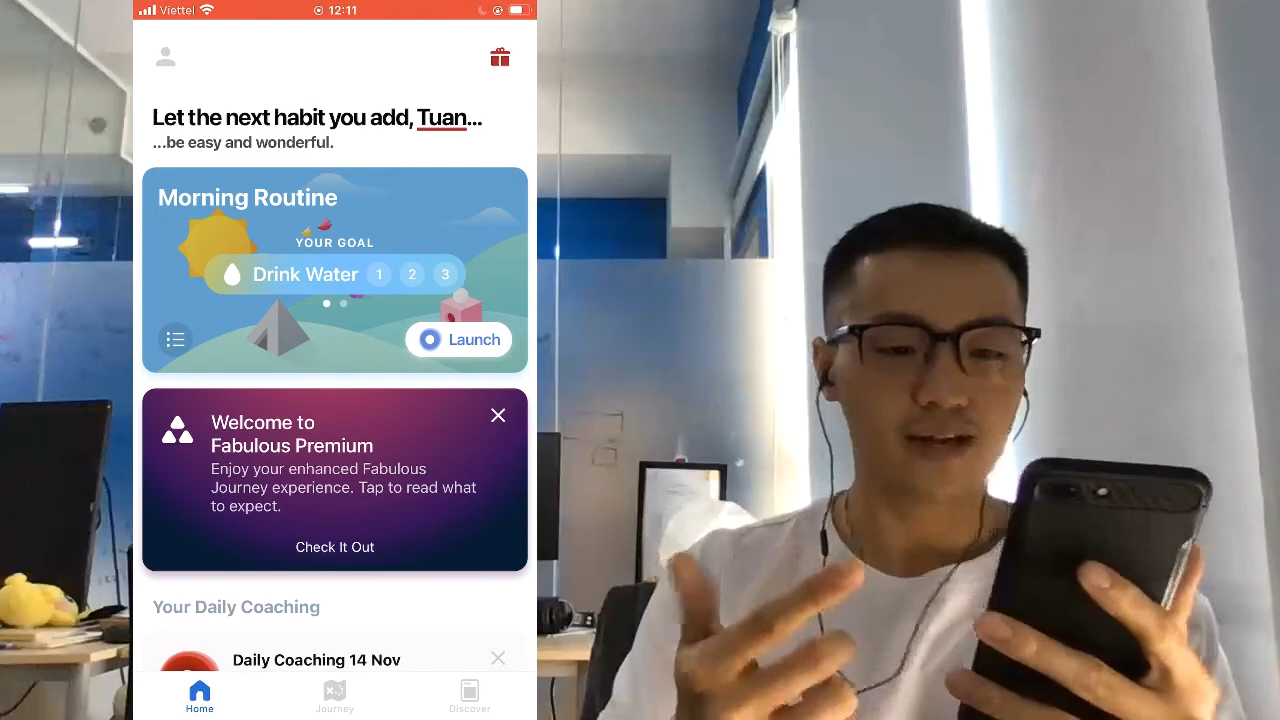 Viettel
12:11
Let the next habit you add, Tuan...
...be easy and wonderful.
Morning Routine
YOUR GOAL
Drink Water 1 2 3
Launch
Welcome to
Fabulous Premium
Enjoy your enhanced Fabulous
Journey experience. Tap to read what
to expect.
Check It Out
Your Daily Coaching
Daily Coaching 14 Nov
Home
Journey
Discover